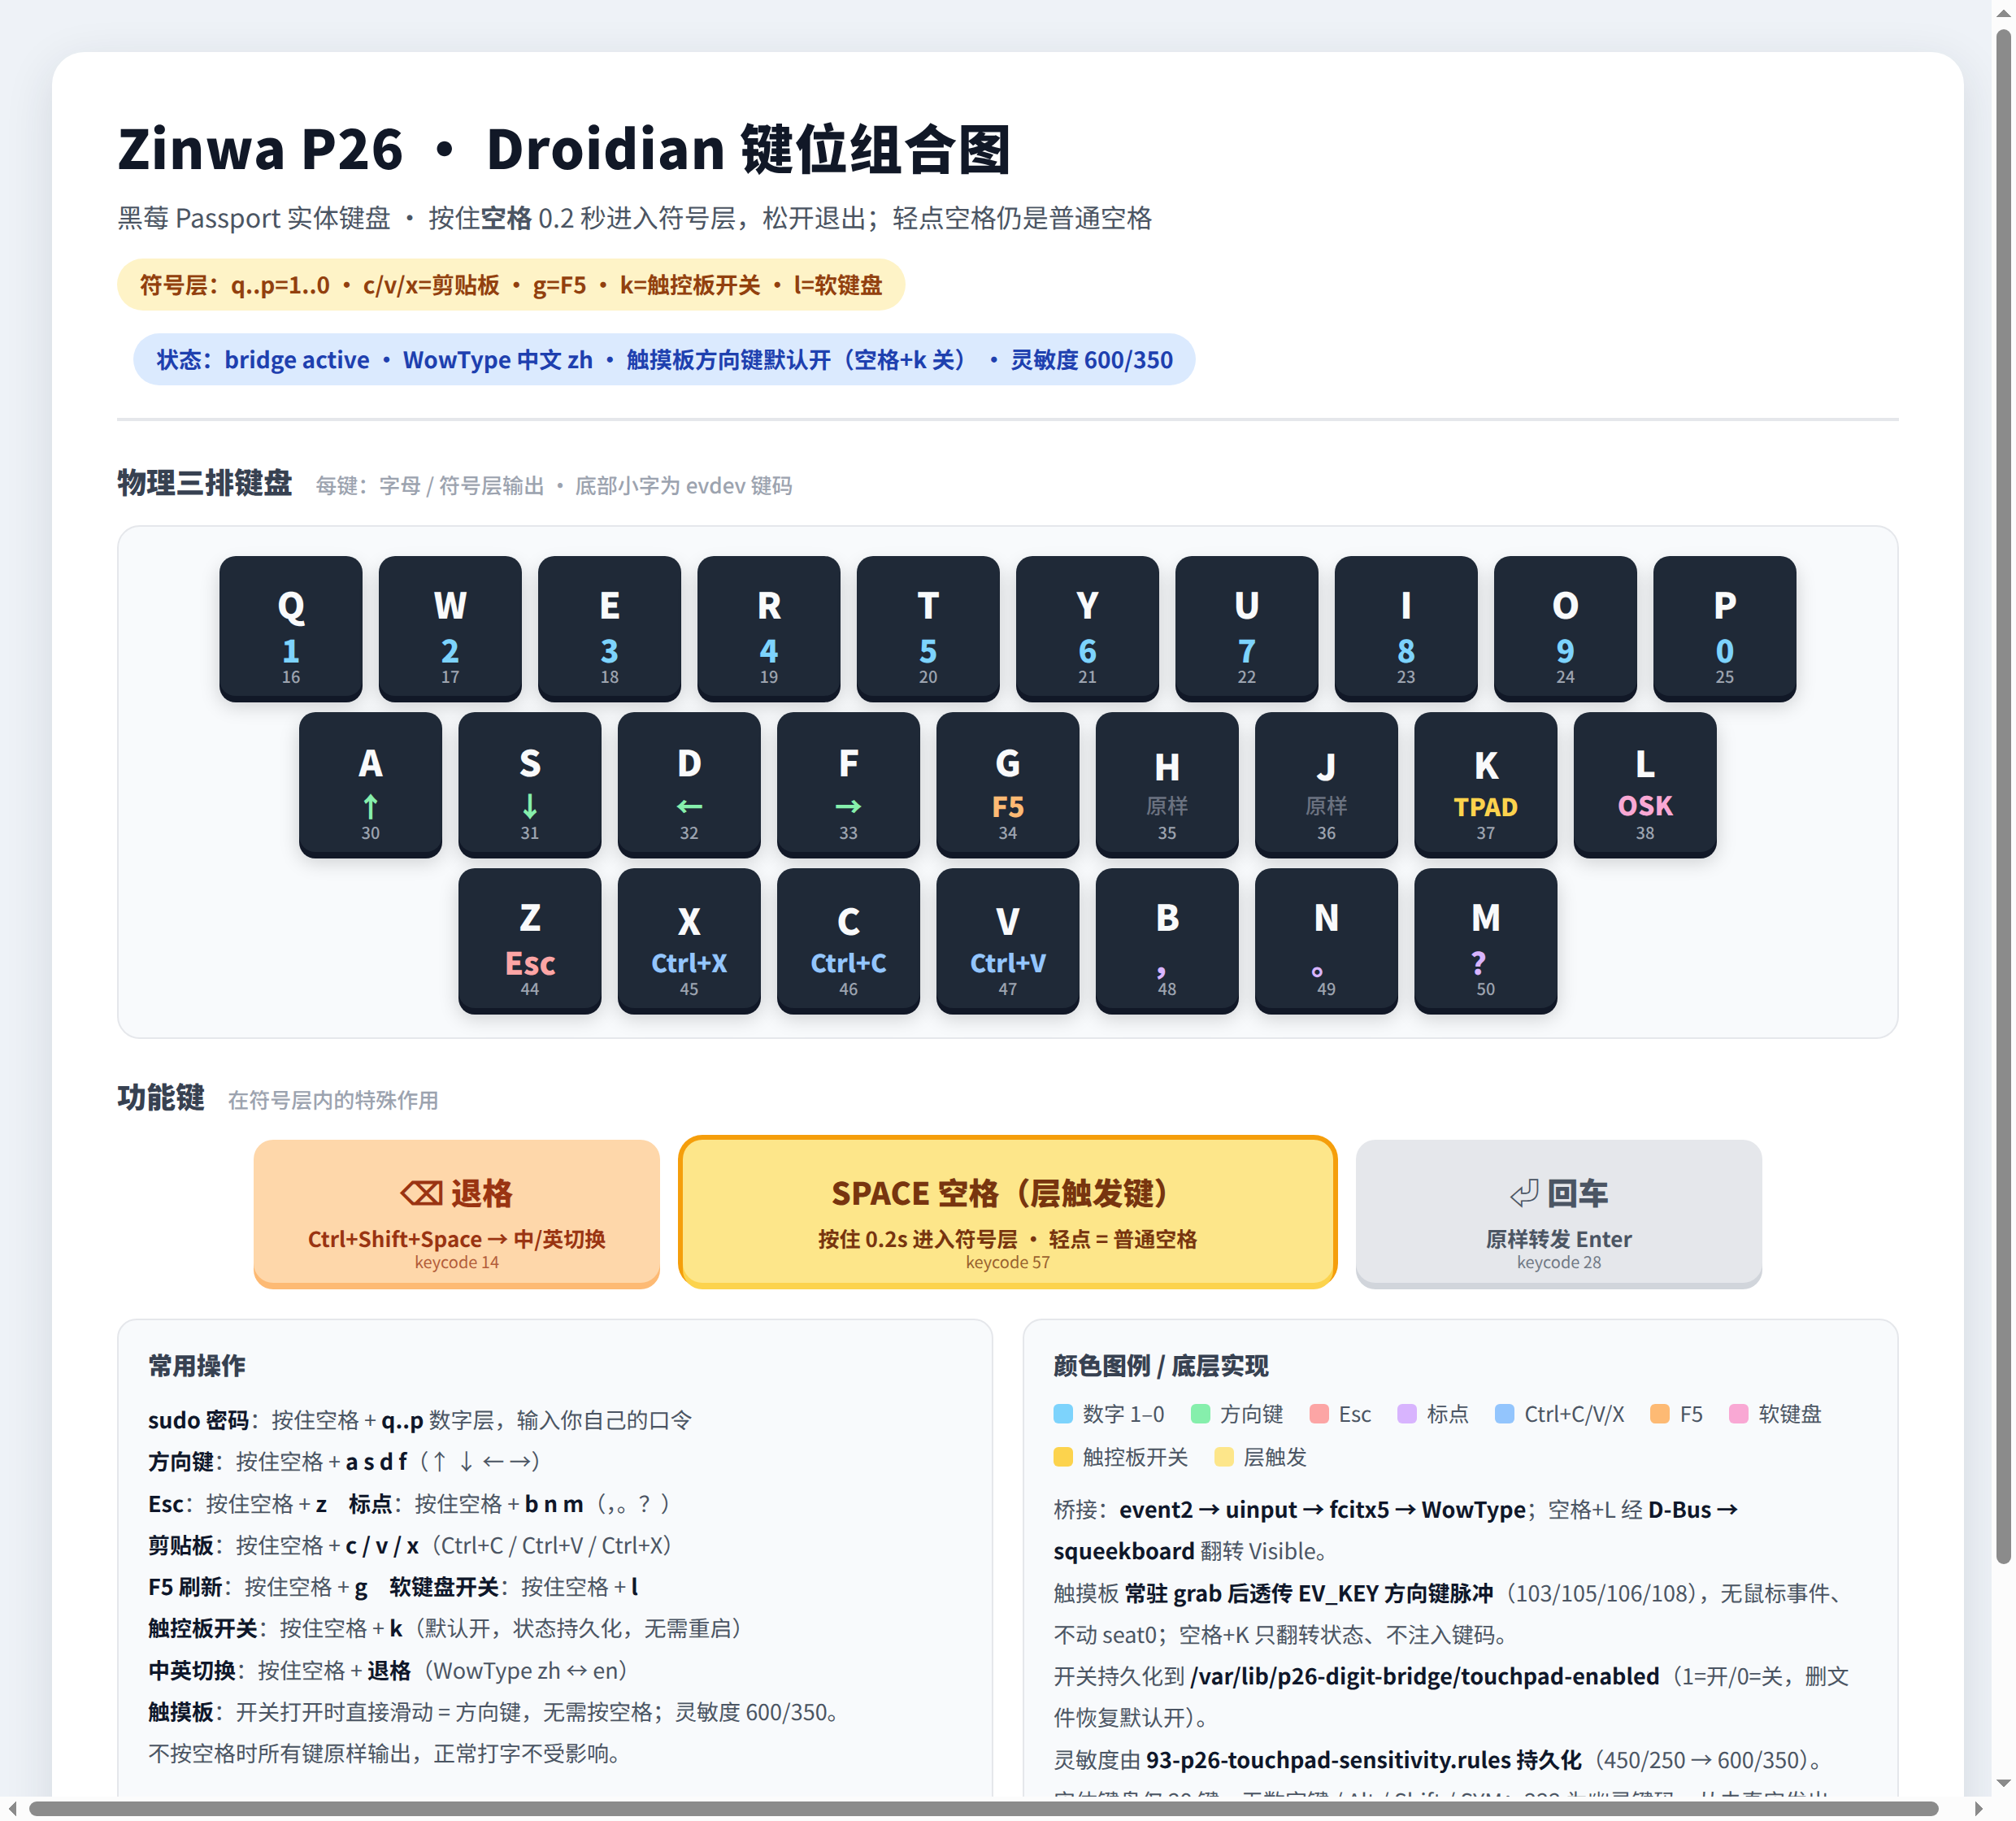 Zinwa P26 · Droidian 键位组合图
黑莓 Passport 实体键盘 · 按住空格 0.2 秒进入符号层，松开退出；轻点空格仍是普通空格
符号层：q..p=1..0 · c/v/x=剪贴板 · g=F5 · k=触控板开关 · l=软键盘
状态：bridge active · WowType 中文 zh · 触摸板方向键默认开（空格+k 关） · 灵敏度 600/350
物理三排键盘 每键：字母 / 符号层输出 · 底部小字为 evdev 键码
Q W E R T Y U I O P
1 2 3 4 5 6 7 8 9 0
16 17 18 19 20 21 22 23 24 25
A S D F G H J K L
↑ ↓ ← → F5 原样 原样 TPAD OSK
30 31 32 33 34 35 36 37 38
Z X C V B N M
Esc Ctrl+X Ctrl+C Ctrl+V ， 。 ？
44 45 46 47 48 49 50
功能键 在符号层内的特殊作用
⌫ 退格
Ctrl+Shift+Space → 中/英切换
keycode 14
SPACE 空格（层触发键）
按住 0.2s 进入符号层 · 轻点 = 普通空格
keycode 57
⏎ 回车
原样转发 Enter
keycode 28
常用操作
sudo 密码：按住空格 + q..p 数字层，输入你自己的口令
方向键：按住空格 + a s d f（↑ ↓ ← →）
Esc：按住空格 + z 标点：按住空格 + b n m（，。？）
剪贴板：按住空格 + c / v / x（Ctrl+C / Ctrl+V / Ctrl+X）
F5 刷新：按住空格 + g 软键盘开关：按住空格 + l
触控板开关：按住空格 + k（默认开，状态持久化，无需重启）
中英切换：按住空格 + 退格（WowType zh ↔ en）
触摸板：开关打开时直接滑动 = 方向键，无需按空格；灵敏度 600/350。
不按空格时所有键原样输出，正常打字不受影响。
颜色图例 / 底层实现
数字 1–0 方向键 Esc 标点 Ctrl+C/V/X F5 软键盘
触控板开关 层触发
桥接：event2 → uinput → fcitx5 → WowType；空格+L 经 D-Bus →
squeekboard 翻转 Visible。
触摸板 常驻 grab 后透传 EV_KEY 方向键脉冲（103/105/106/108），无鼠标事件、
不动 seat0；空格+K 只翻转状态、不注入键码。
开关持久化到 /var/lib/p26-digit-bridge/touchpad-enabled（1=开/0=关，删文
件恢复默认开）。
灵敏度由 93-p26-touchpad-sensitivity.rules 持久化（450/250 → 600/350）。